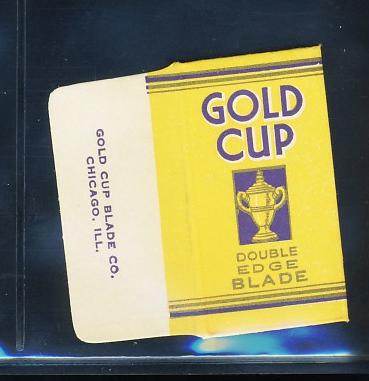 GOLD
CUP
DOUBLE
EDGE
BLADE
GOLD CUP BLADE CO.
CHICAGO, ILL.